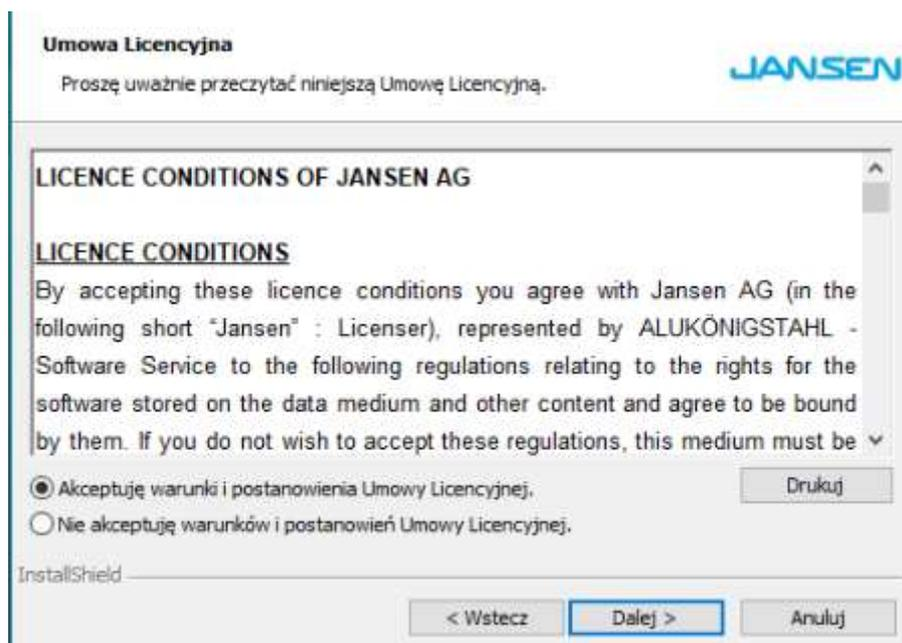 Umowa Licencyjna
Proszę uważnie przeczytać niniejszą Umowę Licencyjną.
JANSEN
LICENCE CONDITIONS OF JANSEN AG
LICENCE CONDITIONS
By accepting these licence conditions you agree with Jansen AG (in the
following short “Jansen” : Licenser), represented by ALUKÖNIGSTAHL -
Software Service to the following regulations relating to the rights for the
software stored on the data medium and other content and agree to be bound
by them. If you do not wish to accept these regulations, this medium must be
Akceptuję warunki i postanowienia Umowy Licencyjnej.
Drukuj
Nie akceptuję warunków i postanowień Umowy Licencyjnej.
InstallShield
< Wstecz
Dalej >
Anuluj